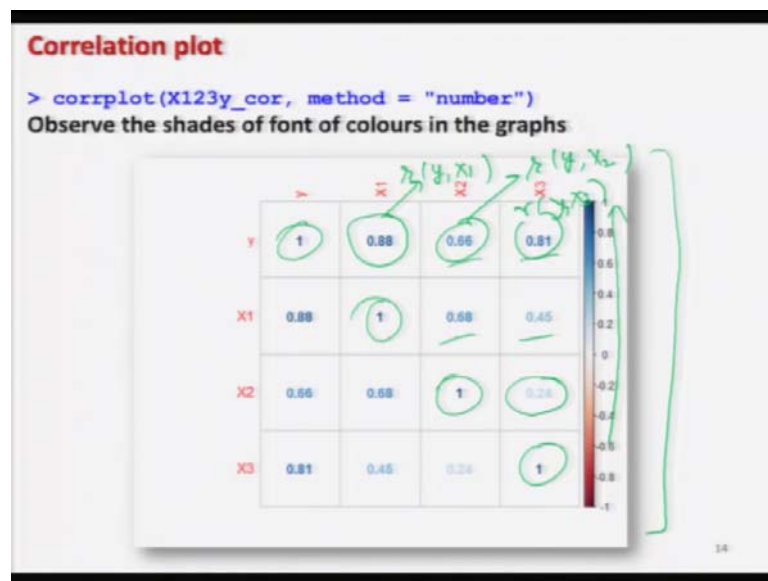 Correlation plot
> corrplot(X123y_cor, method = "number")
Observe the shades of font of colours in the graphs
r(y,x1) r(y,x2)
y X1 X2 X3
y 1 0.88 0.66 0.81 0.8
0.6
0.4
X1 0.88 1 0.68 0.45 0.2
0
X2 0.66 0.68 1 0.24 -0.2
-0.4
X3 0.81 0.45 0.24 1 -0.8
-1
14